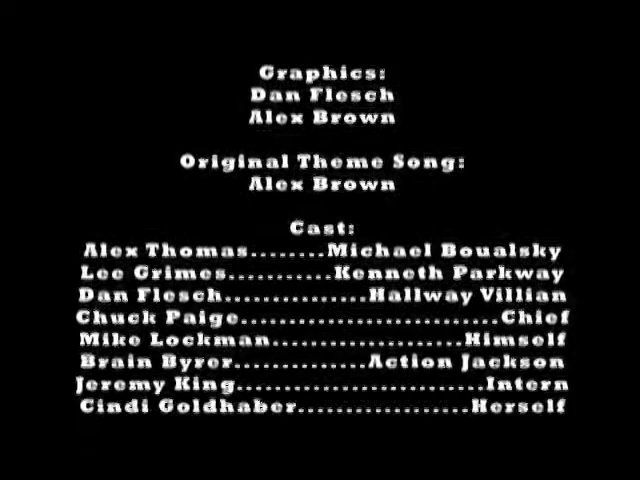 Graphics:
Dan Flesch
Alex Brown
Original Theme Song:
Alex Brown
Cast:
Alex Thomas........Michael Boualsky
Lee Grimes...........Kenneth Parkway
Dan Flesch...............Hallway Villian
Chuck Paige...........................Chief
Mike Lockman....................Himself
Brain Byrer..............Action Jackson
Jeremy King..........................Intern
Cindi Goldhaber..................Herself